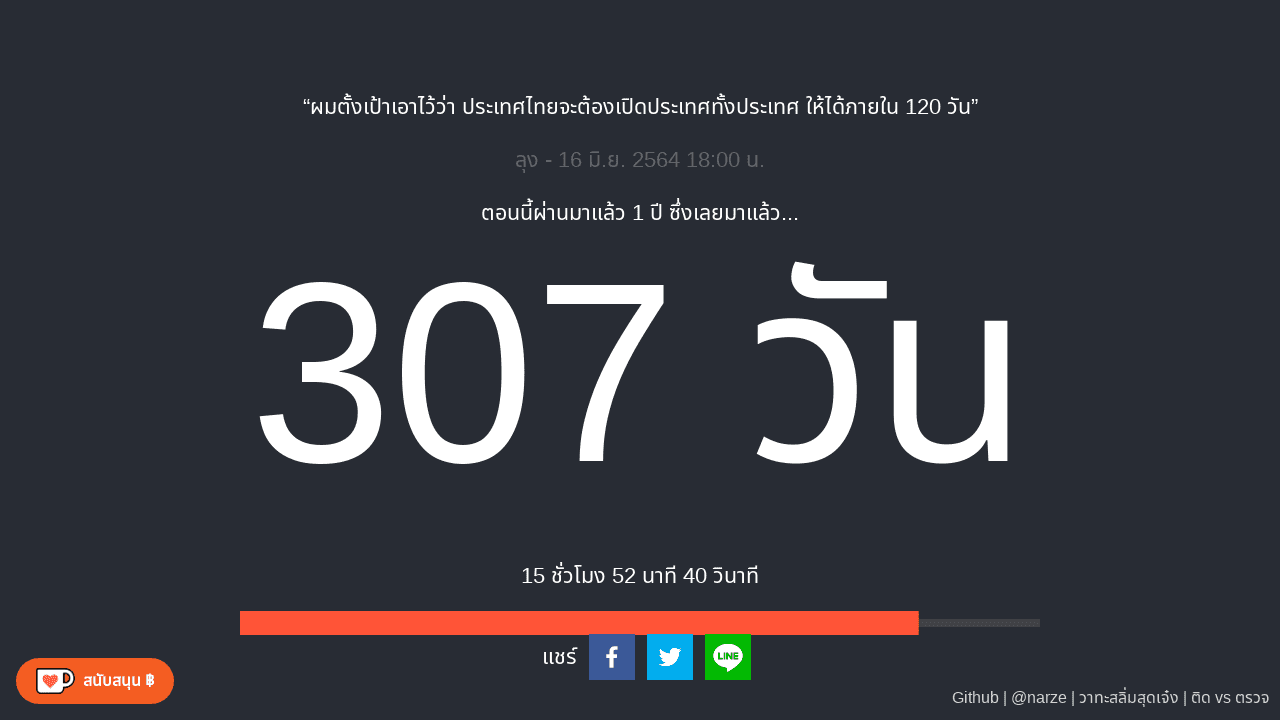 “ผมตั้งเป้าเอาไว้ว่า ประเทศไทยจะต้องเปิดประเทศทั้งประเทศ ให้ได้ภายใน 120 วัน”
ลุง - 16 มิ.ย. 2564 18:00 น.
ตอนนี้ผ่านมาแล้ว 1 ปี ซึ่งเลยมาแล้ว...
307 วัน
15 ชั่วโมง 52 นาที 40 วินาที
แชร์
LINE
สนับสนุน ฿
Github | @narze | วาทะสลิ่มสุดเจ๋ง | ติด vs ตรวจ